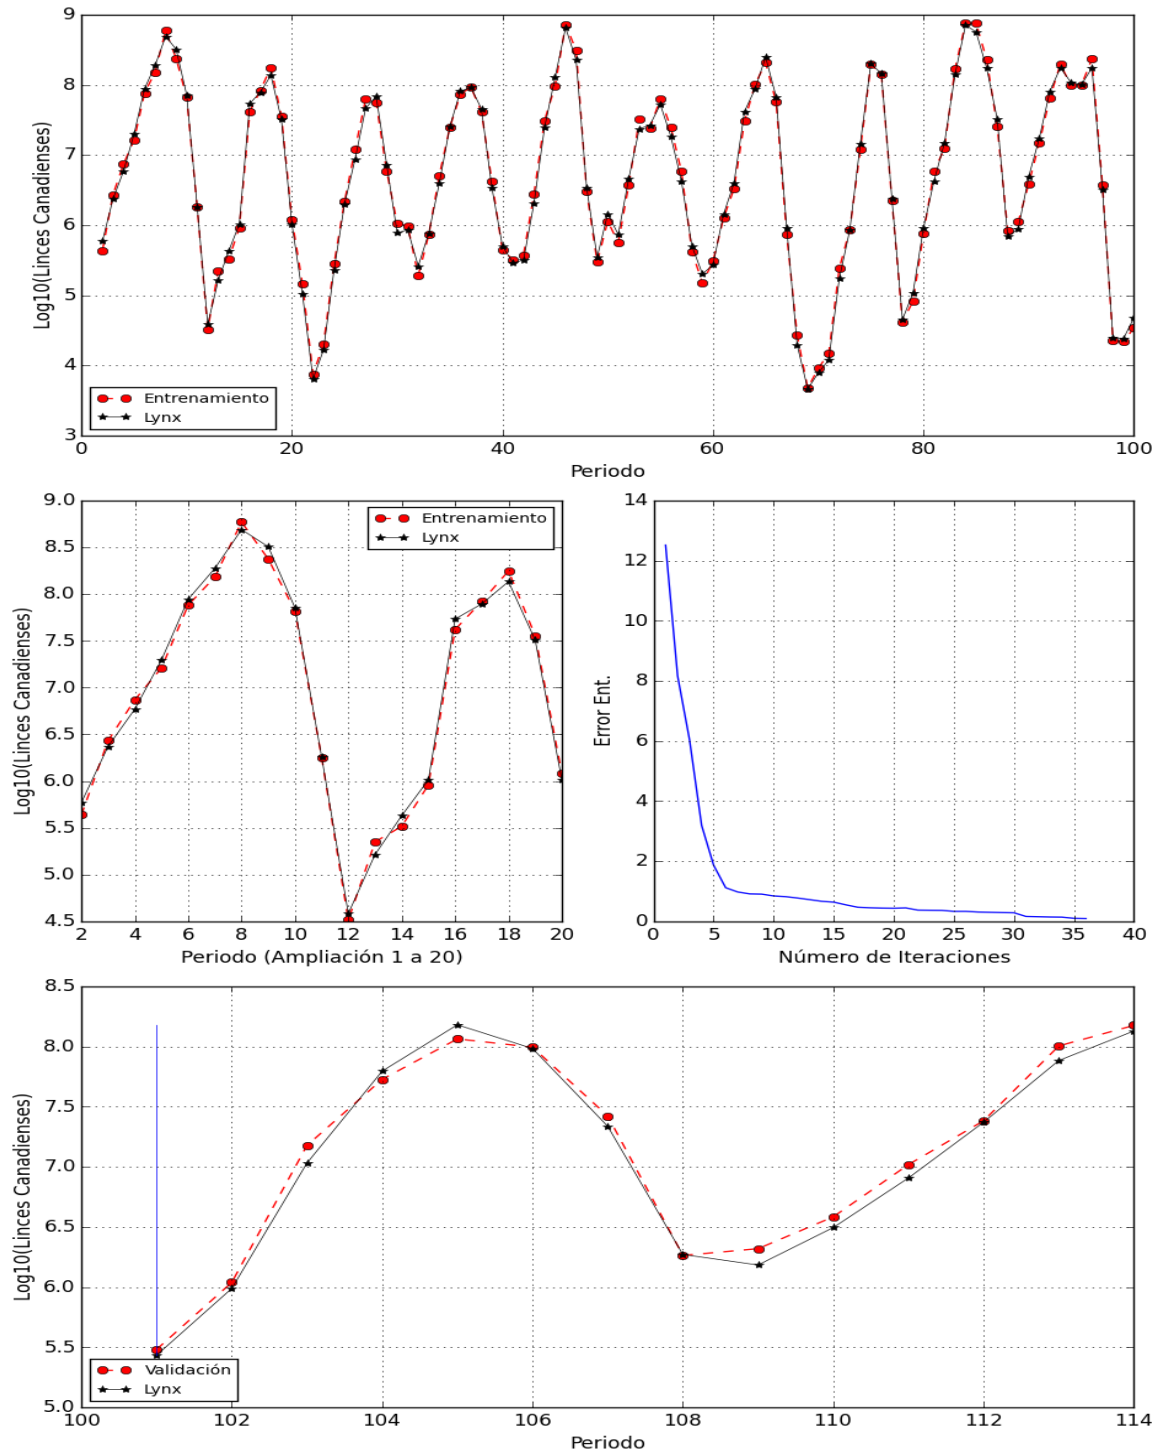 9
8
7
6
5
4
3
Log10(Linces Canadienses)
Entrenamiento
Lynx
0 20 40 60 80 100
Periodo
9.0
8.5
8.0
7.5
7.0
6.5
6.0
5.5
5.0
4.5
Log10(Linces Canadienses)
Entrenamiento
Lynx
2 4 6 8 10 12 14 16 18 20
Periodo (Ampliación 1 a 20)
14
12
10
8
6
4
2
0
Error Ent.
0 5 10 15 20 25 30 35 40
Número de Iteraciones
8.5
8.0
7.5
7.0
6.5
6.0
5.5
5.0
Log10(Linces Canadienses)
Validación
Lynx
100 102 104 106 108 110 112 114
Periodo